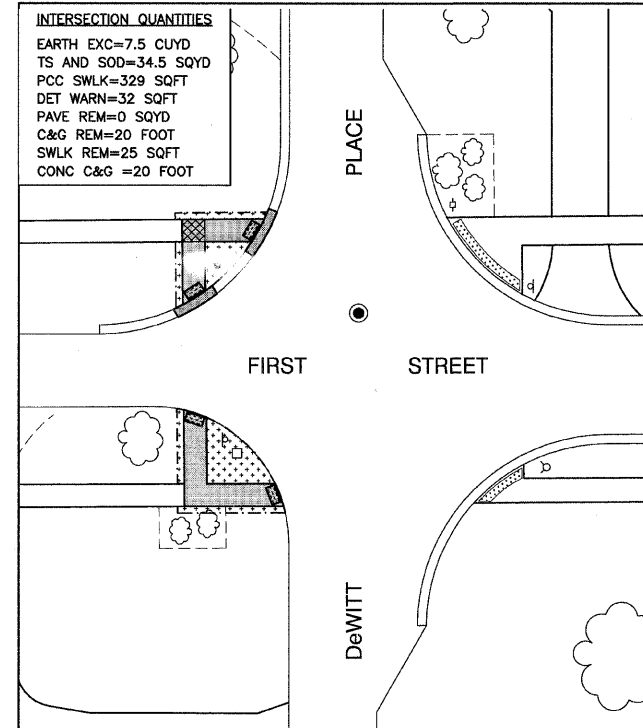 INTERSECTION QUANTITIES
EARTH EXC=7.5 CUYD
TS AND SOD=34.5 SQYD
PCC SWLK=329 SQFT
DET WARN=32 SQFT
PAVE REM=0 SQYD
C&G REM=20 FOOT
SWLK REM=25 SQFT
CONC C&G =20 FOOT
PLACE
FIRST STREET
DeWITT